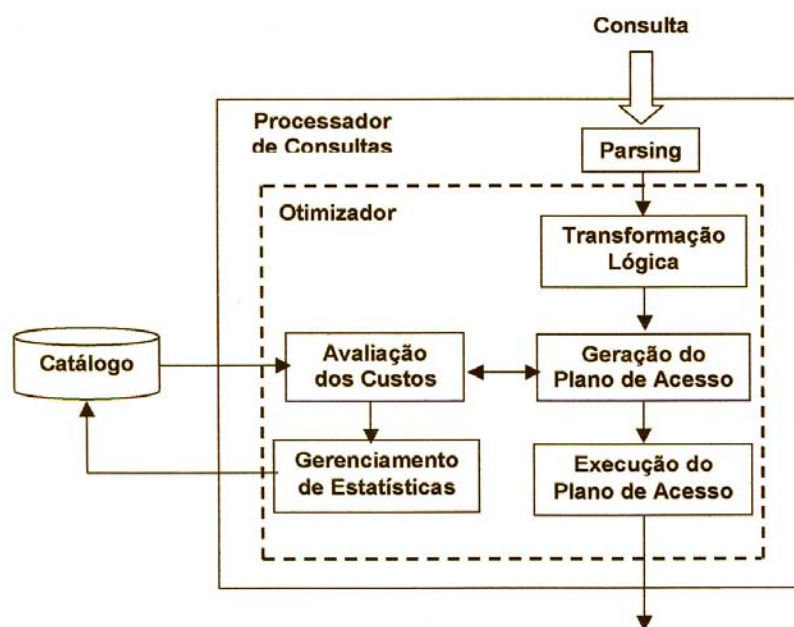 Consulta
Processador
de Consultas
Parsing
Otimizador
Transformação
Lógica
Catálogo
Avaliação
dos Custos
Geração do
Plano de Acesso
Gerenciamento
de Estatísticas
Execução do
Plano de Acesso